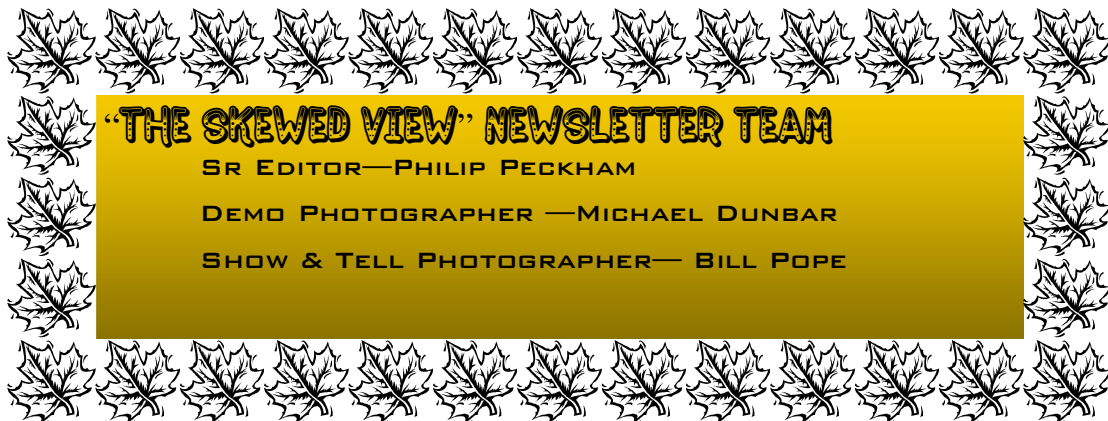 “THE SKEWED VIEW” NEWSLETTER TEAM
SR EDITOR—PHILIP PECKHAM
DEMO PHOTOGRAPHER —MICHAEL DUNBAR
SHOW & TELL PHOTOGRAPHER— BILL POPE